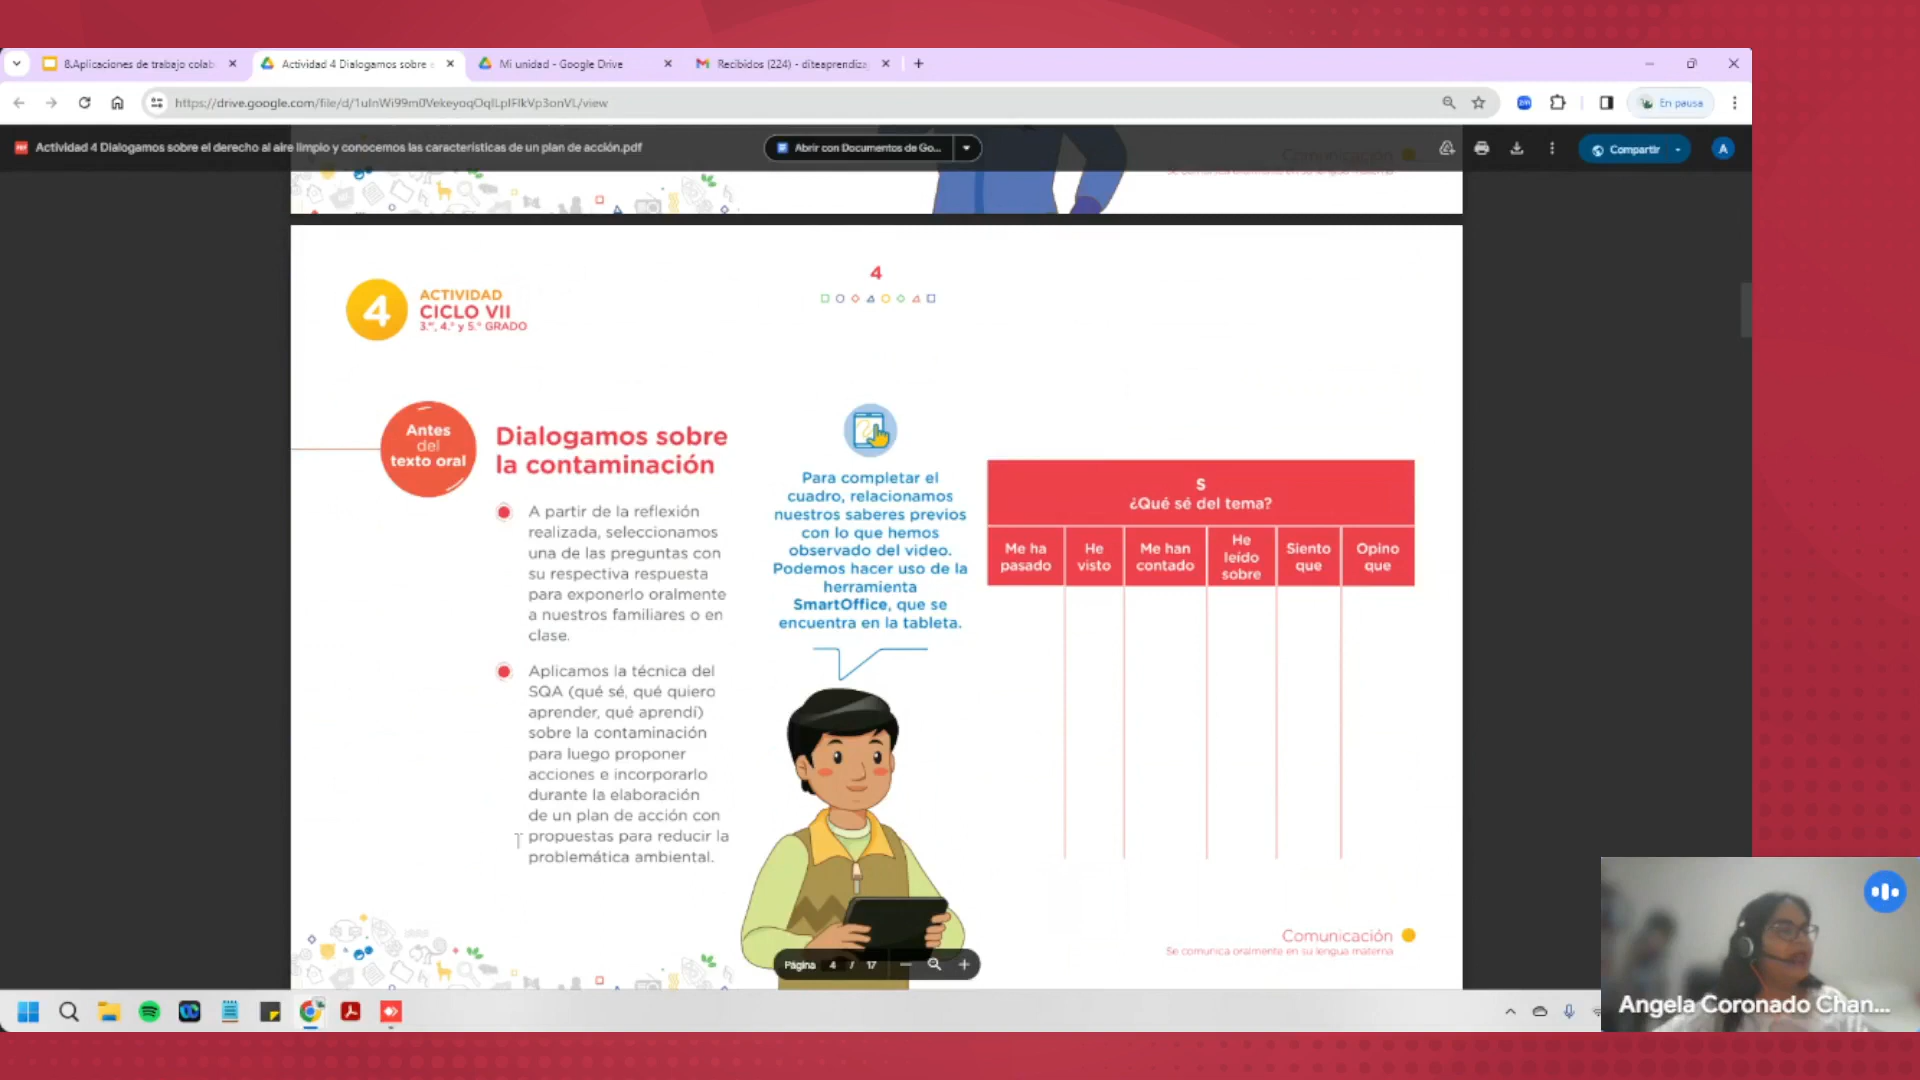 8.Aplicaciones de trabajo colab
Actividad 4 Dialogamos sobre e
Mi unidad - Google Drive
Recibidos (224) - diteaprendiza
En pausa
Actividad 4 Dialogamos sobre el derecho al aire limpio y conocemos las características de un plan de acción.pdf
Abrir con Documentos de Go...
Compartir
A
Comunicación
4
ACTIVIDAD
CICLO VII
3.er, 4.° y 5.° GRADO
4
Antes
del
texto oral
Dialogamos sobre
la contaminación
A partir de la reflexión
realizada, seleccionamos
una de las preguntas con
su respectiva respuesta
para exponerlo oralmente
a nuestros familiares o en
clase.
Aplicamos la técnica del
SQA (qué sé, qué quiero
aprender, qué aprendí)
sobre la contaminación
para luego proponer
acciones e incorporarlo
durante la elaboración
de un plan de acción con
propuestas para reducir la
problemática ambiental.
Para completar el
cuadro, relacionamos
nuestros saberes previos
con lo que hemos
observado del video.
Podemos hacer uso de la
herramienta
SmartOffice, que se
encuentra en la tableta.
S
¿Qué sé del tema?
Me ha
pasado
He
visto
Me han
contado
He
leído
sobre
Siento
que
Opino
que
Comunicación
Se comunica oralmente en su lengua materna
Página 4 / 17
Angela Coronado Chan...